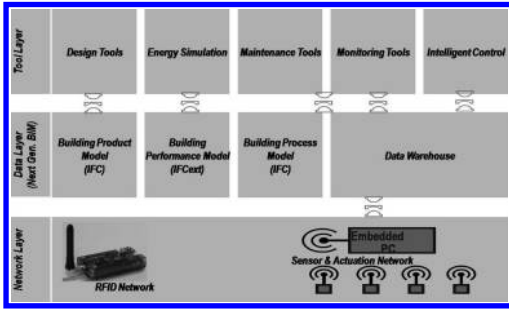 Tool Layer
Design Tools
Energy Simulation
Maintenance Tools
Monitoring Tools
Intelligent Control
Data Layer
(Next Gen. BIM)
Building Product
Model
(IFC)
Building
Performance Model
(IFCext)
Building Process
Model
(IFC)
Data Warehouse
Network Layer
RFID Network
Embedded
PC
Sensor & Actuation Network